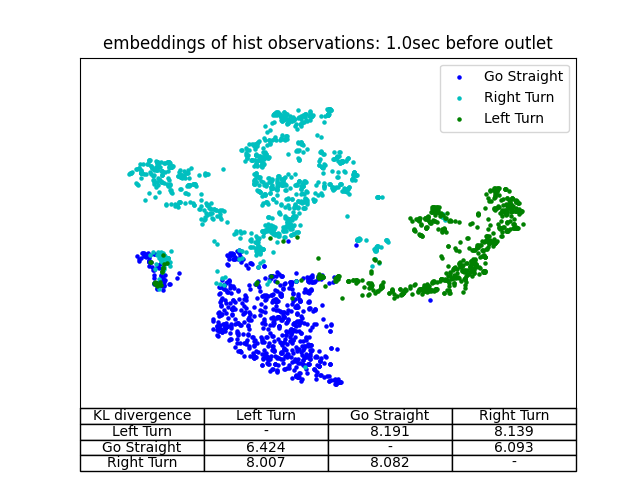 embeddings of hist observations: 1.0sec before outlet
Go Straight
Right Turn
Left Turn
KL divergence Left Turn Go Straight Right Turn
Left Turn - 8.191 8.139
Go Straight 6.424 - 6.093
Right Turn 8.007 8.082 -